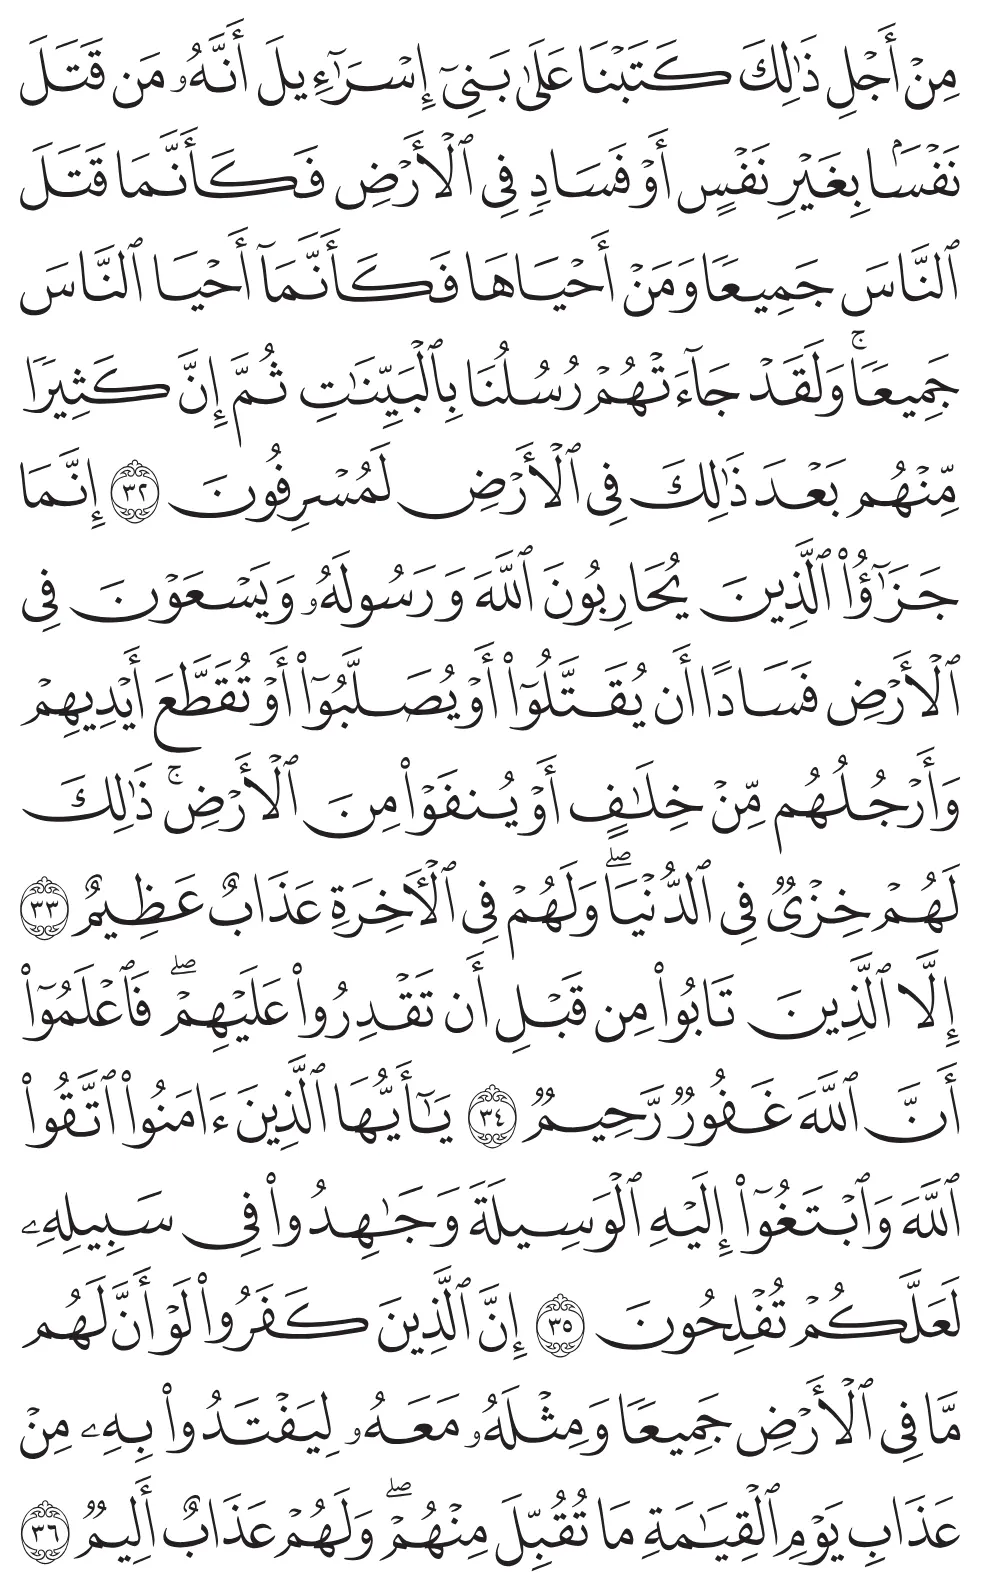 مِنْ أَجْلِ ذَٰلِكَ كَتَبْنَا عَلَىٰ بَنِىٓ إِسْرَٰٓءِيلَ أَنَّهُۥ مَن قَتَلَ
نَفْسًۢا بِغَيْرِ نَفْسٍ أَوْ فَسَادٍ فِى ٱلْأَرْضِ فَكَأَنَّمَا قَتَلَ
ٱلنَّاسَ جَمِيعًا وَمَنْ أَحْيَاهَا فَكَأَنَّمَآ أَحْيَا ٱلنَّاسَ
جَمِيعًا ۚ وَلَقَدْ جَآءَتْهُمْ رُسُلُنَا بِٱلْبَيِّنَٰتِ ثُمَّ إِنَّ كَثِيرًا
مِّنْهُم بَعْدَ ذَٰلِكَ فِى ٱلْأَرْضِ لَمُسْرِفُونَ ٣٢ إِنَّمَا
جَزَٰٓؤُا۟ ٱلَّذِينَ يُحَارِبُونَ ٱللَّهَ وَرَسُولَهُۥ وَيَسْعَوْنَ فِى
ٱلْأَرْضِ فَسَادًا أَن يُقَتَّلُوٓا۟ أَوْ يُصَلَّبُوٓا۟ أَوْ تُقَطَّعَ أَيْدِيهِمْ
وَأَرْجُلُهُم مِّنْ خِلَٰفٍ أَوْ يُنفَوْا۟ مِنَ ٱلْأَرْضِ ۚ ذَٰلِكَ
لَهُمْ خِزْىٌ فِى ٱلدُّنْيَا ۖ وَلَهُمْ فِى ٱلْـَٔاخِرَةِ عَذَابٌ عَظِيمٌ ٣٣
إِلَّا ٱلَّذِينَ تَابُوا۟ مِن قَبْلِ أَن تَقْدِرُوا۟ عَلَيْهِمْ ۖ فَٱعْلَمُوٓا۟
أَنَّ ٱللَّهَ غَفُورٌ رَّحِيمٌ ٣٤ يَٰٓأَيُّهَا ٱلَّذِينَ ءَامَنُوا۟ ٱتَّقُوا۟
ٱللَّهَ وَٱبْتَغُوٓا۟ إِلَيْهِ ٱلْوَسِيلَةَ وَجَٰهِدُوا۟ فِى سَبِيلِهِۦ
لَعَلَّكُمْ تُفْلِحُونَ ٣٥ إِنَّ ٱلَّذِينَ كَفَرُوا۟ لَوْ أَنَّ لَهُم
مَّا فِى ٱلْأَرْضِ جَمِيعًا وَمِثْلَهُۥ مَعَهُۥ لِيَفْتَدُوا۟ بِهِۦ مِنْ
عَذَابِ يَوْمِ ٱلْقِيَٰمَةِ مَا تُقُبِّلَ مِنْهُمْ ۖ وَلَهُمْ عَذَابٌ أَلِيمٌ ٣٦